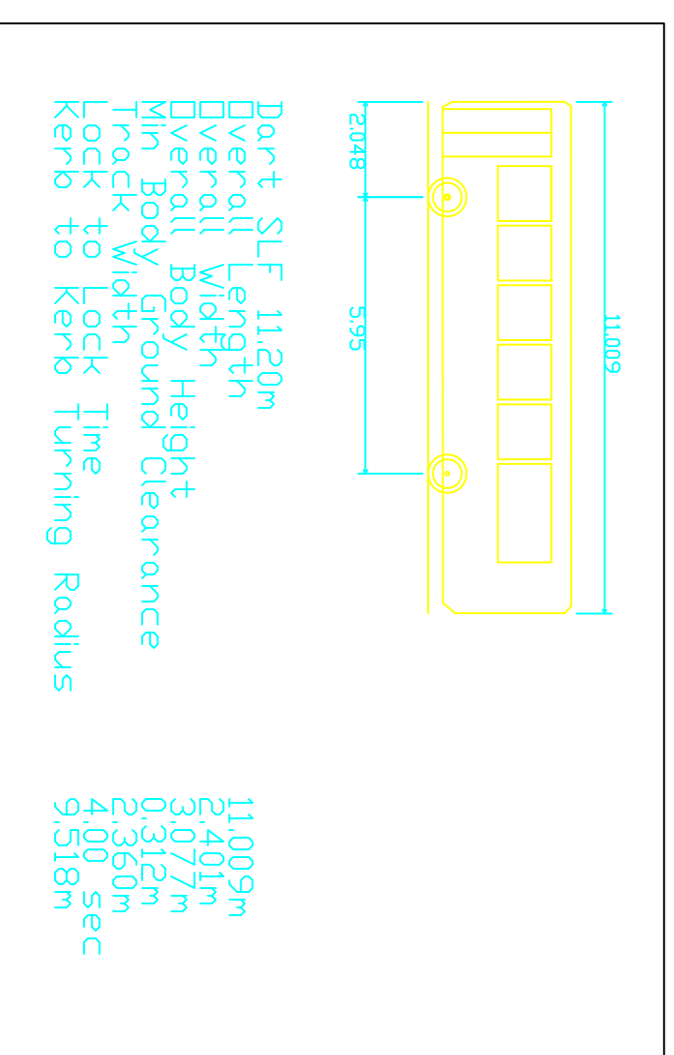 11.009
2.048
5.95
Dart SLF 11.20m
Overall Length 11.009m
Overall Width 2.401m
Overall Body Height 3.077m
Min Body Ground Clearance 0.312m
Track Width 2.360m
Lock to Lock Time 4.00 sec
Kerb to Kerb Turning Radius 9.518m